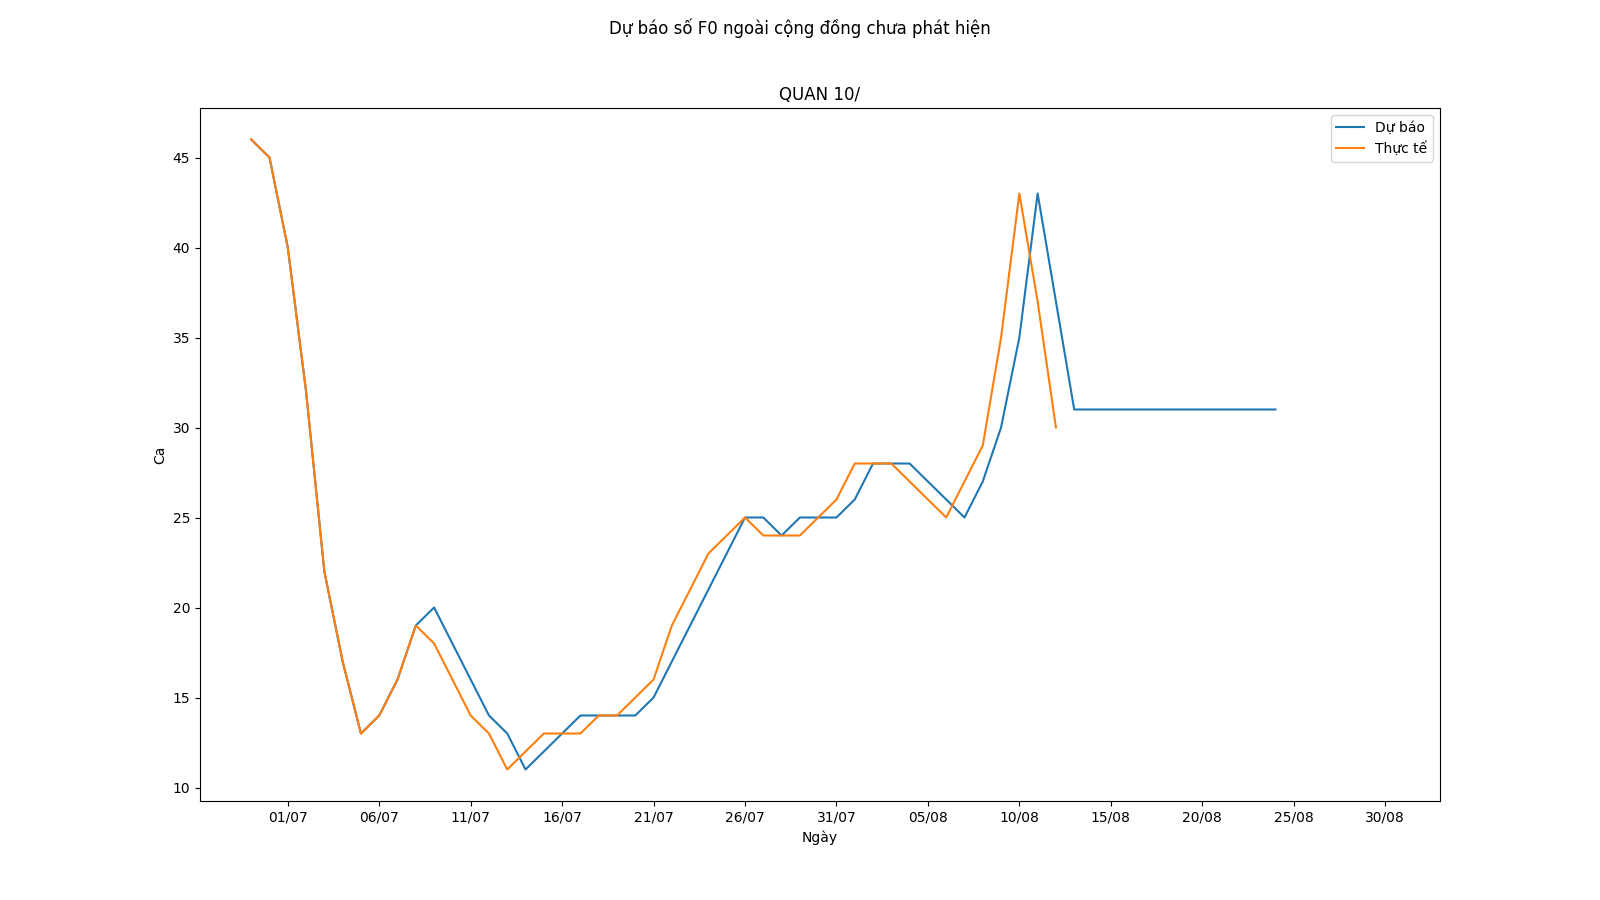 Dự báo số F0 ngoài cộng đồng chưa phát hiện
QUAN 10/
Dự báo
Thực tế
45
40
35
30
25
20
15
10
Ca
01/07 06/07 11/07 16/07 21/07 26/07 31/07 05/08 10/08 15/08 20/08 25/08 30/08
Ngày